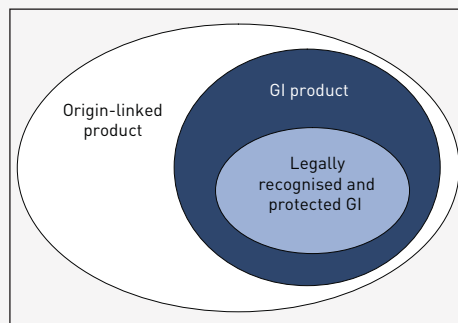 Origin-linked
product
GI product
Legally
recognised and
protected GI